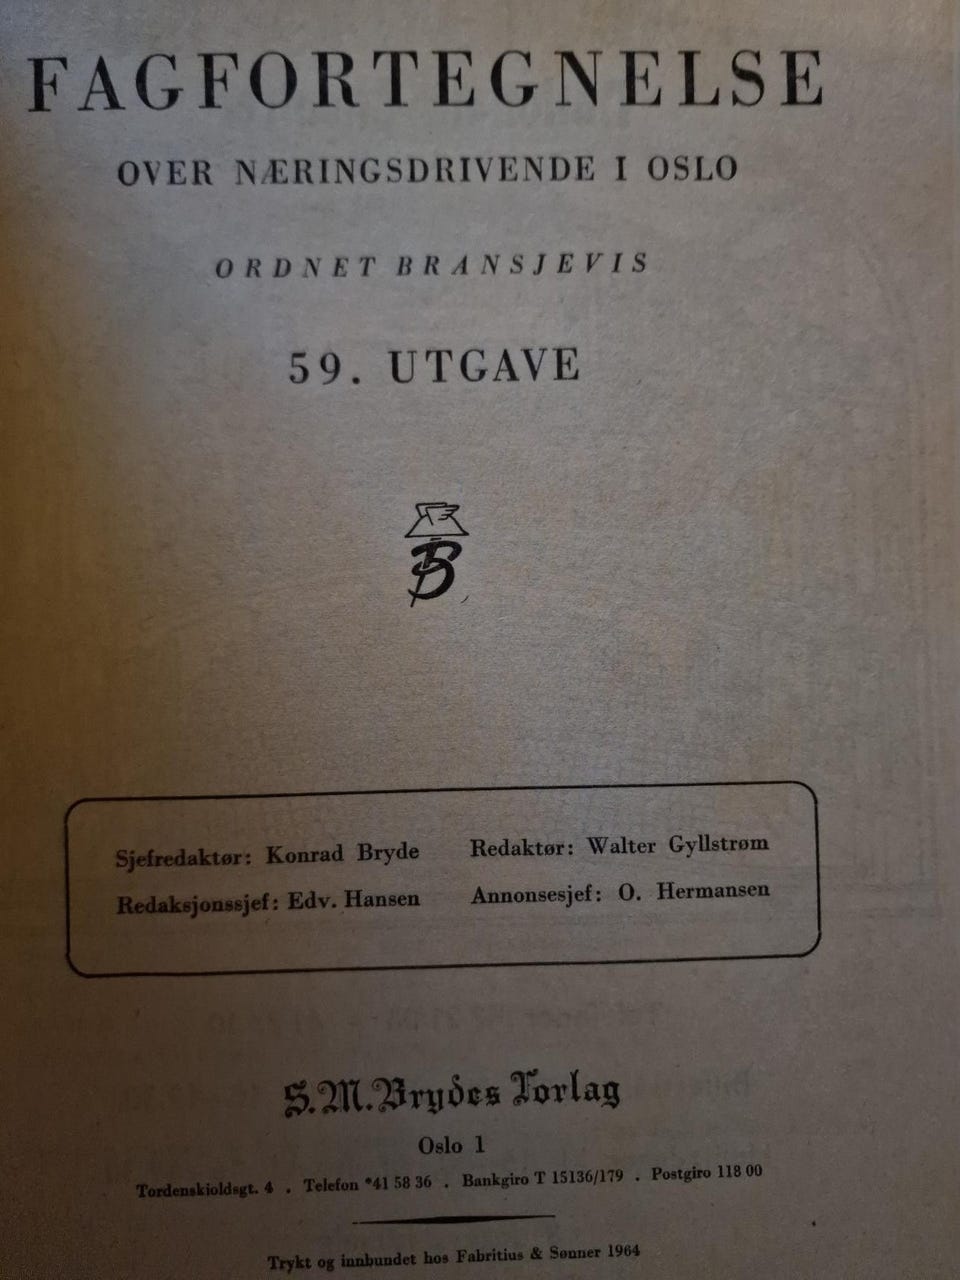 FAGFORTEGNELSE
OVER NÆRINGSDRIVENDE I OSLO
ORDNET BRANSJEVIS
59. UTGAVE
B
Sjefredaktør: Konrad Bryde Redaktør: Walter Gyllstrøm
Redaksjonssjef: Edv. Hansen Annonsesjef: O. Hermansen
S.M.Brydes Forlag
Oslo 1
Tordenskioldsgt. 4 . Telefon *41 58 36 . Bankgiro T 15136/179 . Postgiro 118 00
Trykt og innbundet hos Fabritius & Sønner 1964